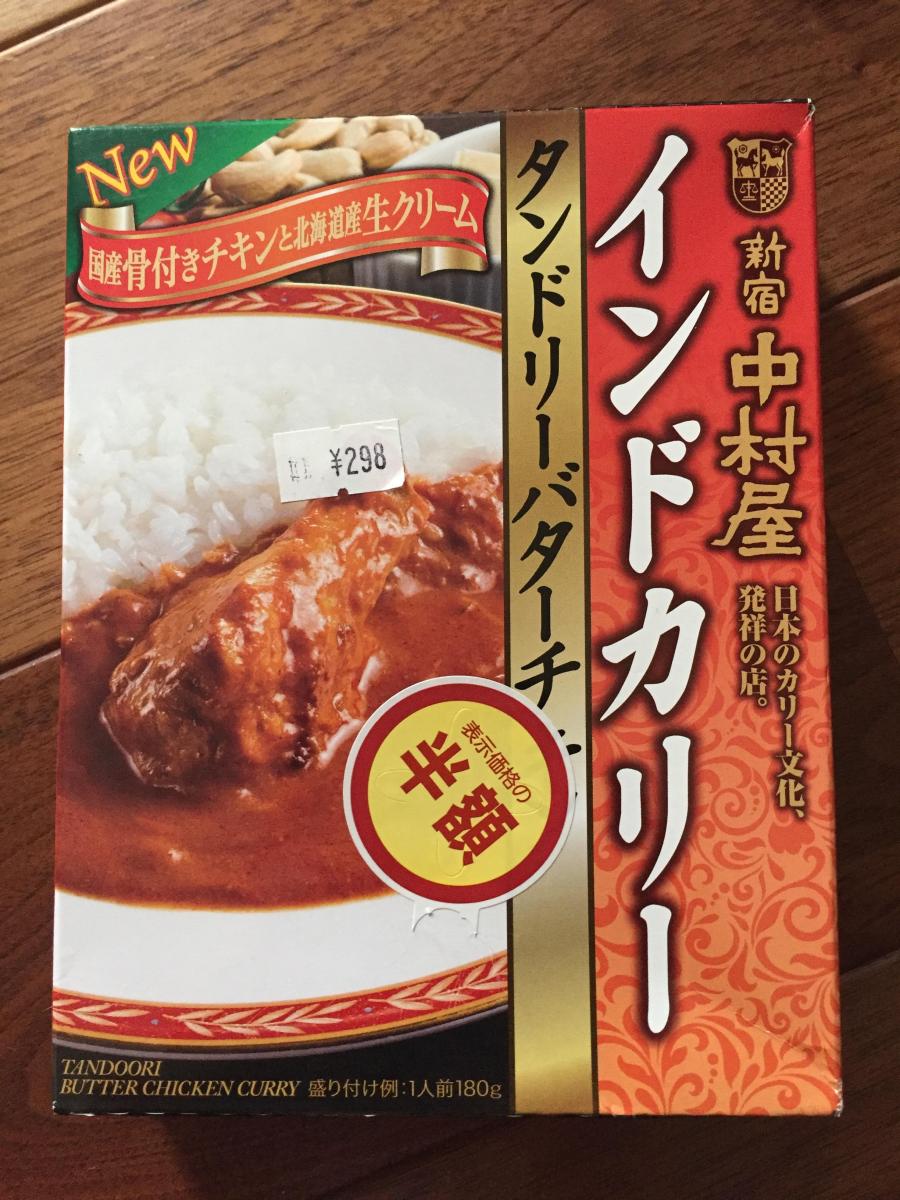 New
国産骨付きチキンと北海道産生クリーム
新宿
中村屋
日本のカリー文化、
発祥の店。
インドカリー
タンドリーバターチ
¥298
表示価格の
半額
TANDOORI
BUTTER CHICKEN CURRY 盛り付け例:1人前180g